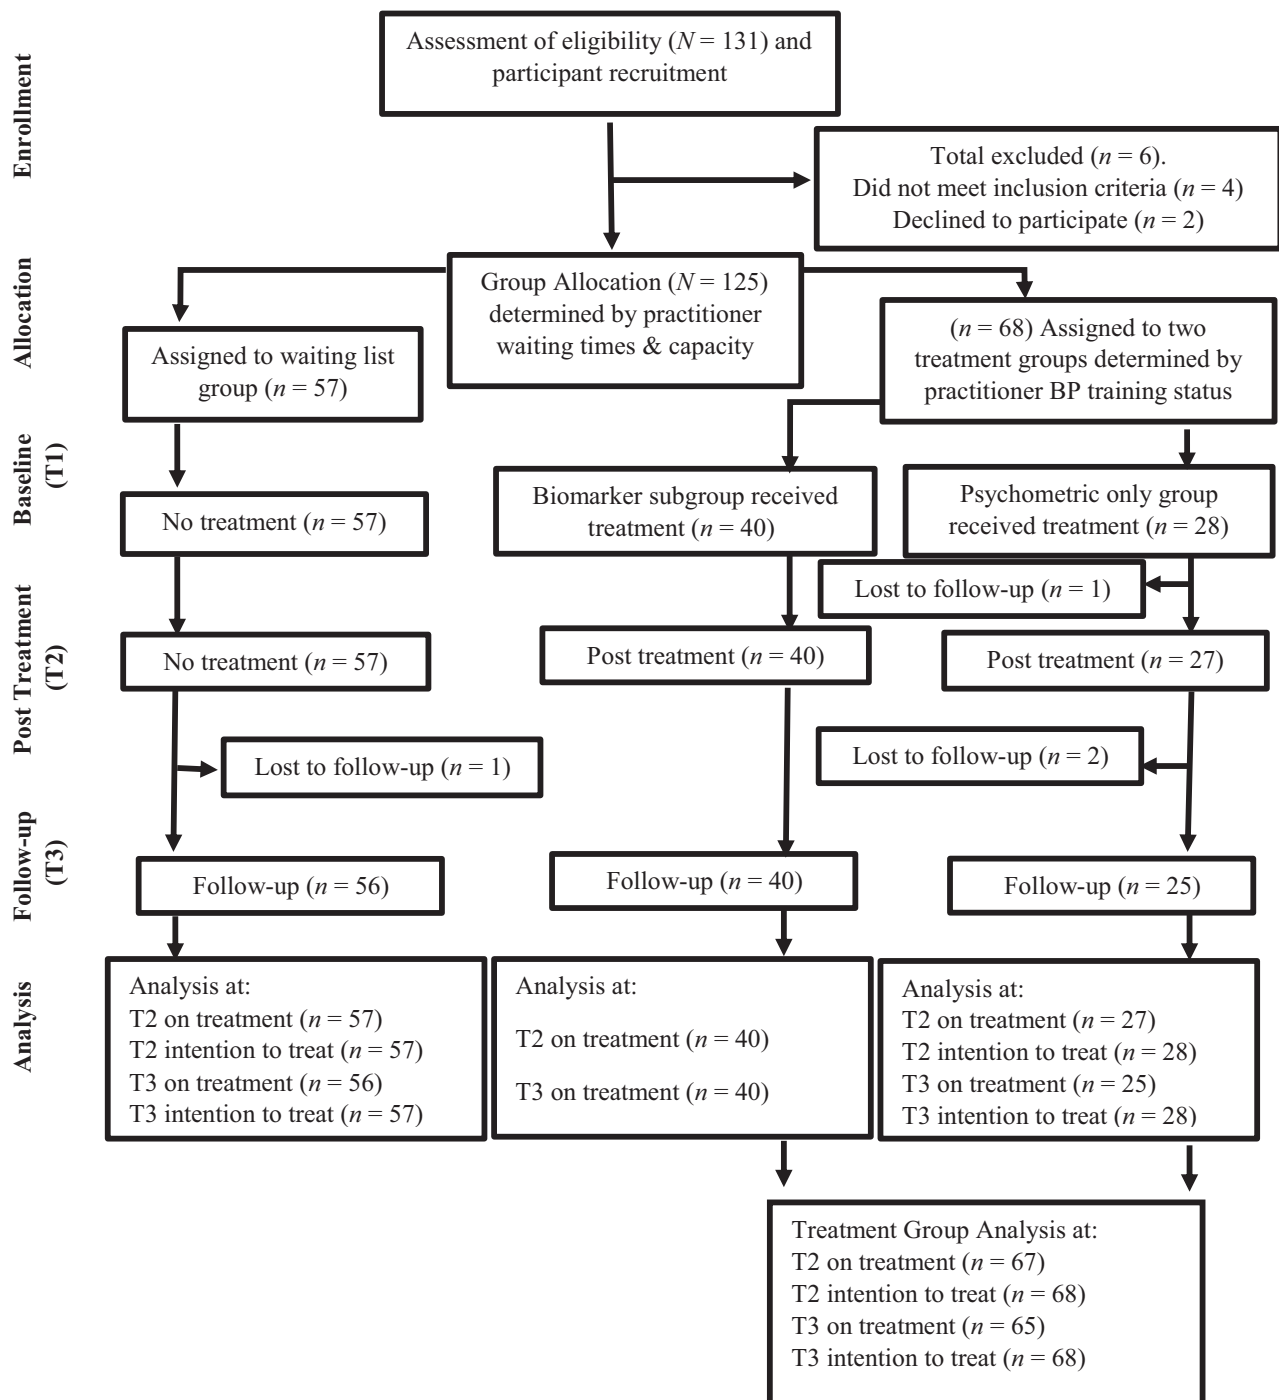 Enrollment
Assessment of eligibility (N = 131) and
participant recruitment
Total excluded (n = 6).
Did not meet inclusion criteria (n = 4)
Declined to participate (n = 2)
Allocation
Group Allocation (N = 125)
determined by practitioner
waiting times & capacity
Assigned to waiting list
group (n = 57)
(n = 68) Assigned to two
treatment groups determined by
practitioner BP training status
Baseline
(T1)
No treatment (n = 57)
Biomarker subgroup received
treatment (n = 40)
Psychometric only group
received treatment (n = 28)
Lost to follow-up (n = 1)
Post Treatment
(T2)
No treatment (n = 57)
Post treatment (n = 40)
Post treatment (n = 27)
Lost to follow-up (n = 1)
Lost to follow-up (n = 2)
Follow-up
(T3)
Follow-up (n = 56)
Follow-up (n = 40)
Follow-up (n = 25)
Analysis
Analysis at:
T2 on treatment (n = 57)
T2 intention to treat (n = 57)
T3 on treatment (n = 56)
T3 intention to treat (n = 57)
Analysis at:
T2 on treatment (n = 40)
T3 on treatment (n = 40)
Analysis at:
T2 on treatment (n = 27)
T2 intention to treat (n = 28)
T3 on treatment (n = 25)
T3 intention to treat (n = 28)
Treatment Group Analysis at:
T2 on treatment (n = 67)
T2 intention to treat (n = 68)
T3 on treatment (n = 65)
T3 intention to treat (n = 68)